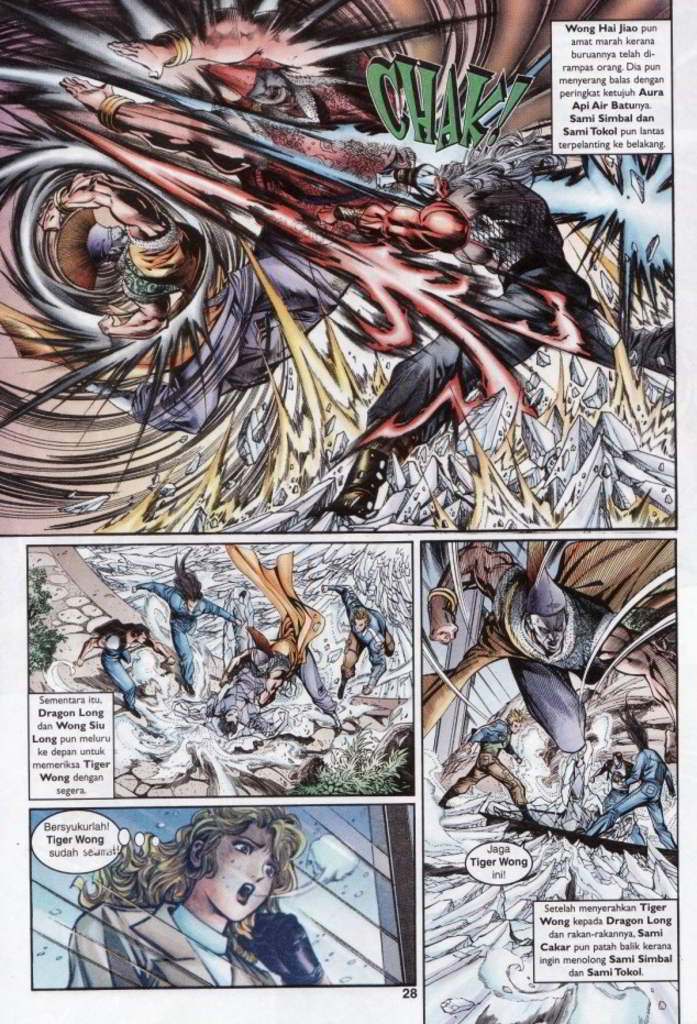 Wong Hai Jiao pun
amat marah kerana
buruannya telah di-
rampas orang. Dia pun
menyerang balas dengan
peringkat ketujuh Aura
Api Air Batunya.
Sami Simbal dan
Sami Tokol pun lantas
terpelanting ke belakang.
CHAK!
Sementara itu,
Dragon Long
dan Wong Siu
Long pun meluru
ke depan untuk
memeriksa Tiger
Wong dengan
segera.
Bersyukurlah!
Tiger Wong
sudah selamat!
Jaga
Tiger Wong
ini!
Setelah menyerahkan Tiger
Wong kepada Dragon Long
dan rakan-rakannya, Sami
Cakar pun patah balik kerana
ingin menolong Sami Simbal
dan Sami Tokol.
28